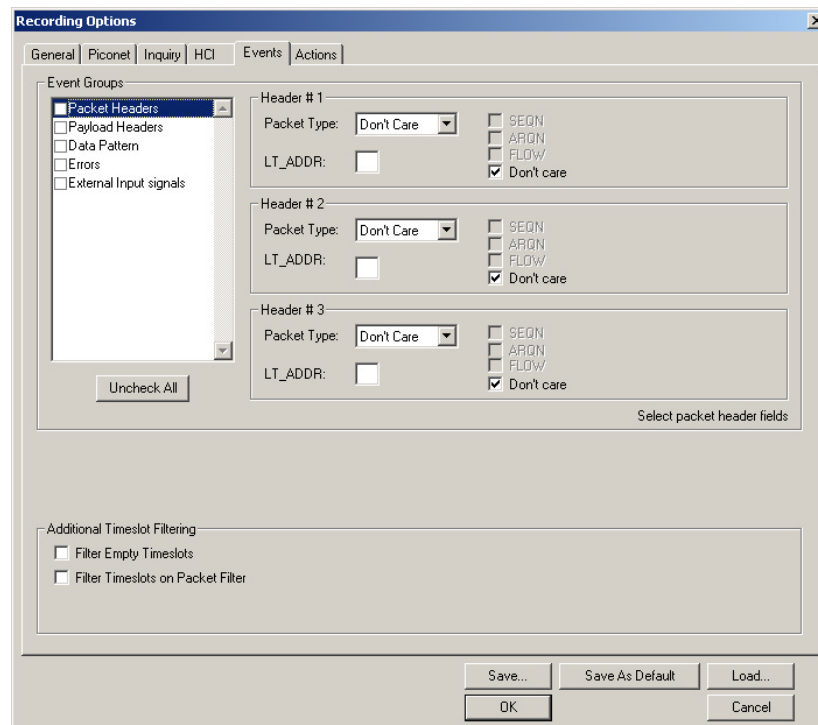 Recording Options
General Piconet Inquiry HCI Events Actions
Event Groups
Packet Headers
Payload Headers
Data Pattern
Errors
External Input signals
Uncheck All
Header # 1
Packet Type: Don't Care
LT_ADDR:
SEQN
ARQN
FLOW
Don't care
Header # 2
Packet Type: Don't Care
LT_ADDR:
SEQN
ARQN
FLOW
Don't care
Header # 3
Packet Type: Don't Care
LT_ADDR:
SEQN
ARQN
FLOW
Don't care
Select packet header fields
Additional Timeslot Filtering
Filter Empty Timeslots
Filter Timeslots on Packet Filter
Save... Save As Default Load...
OK Cancel